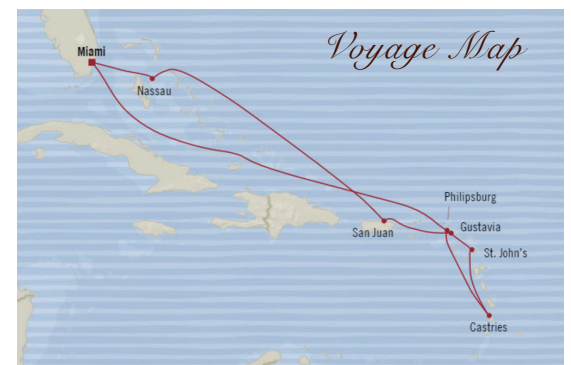 Voyage Map
Miami
Nassau
Philipsburg
San Juan
Gustavia
St. John's
Castries